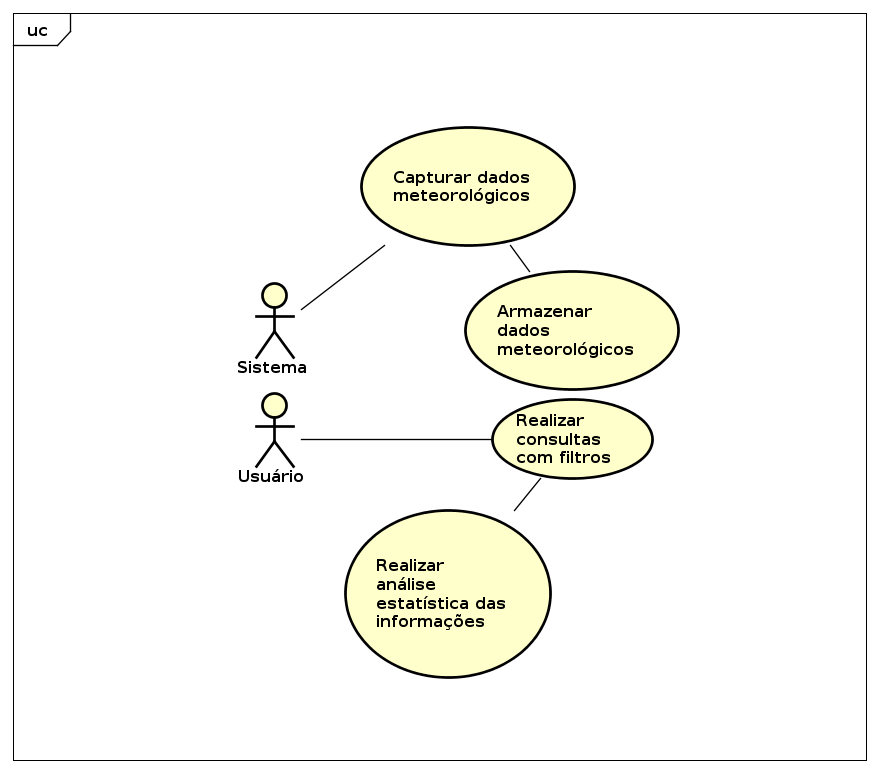 uc
Capturar dados
meteorológicos
Armazenar
dados
meteorológicos
Sistema
Realizar
consultas
com filtros
Usuário
Realizar
análise
estatística das
informações